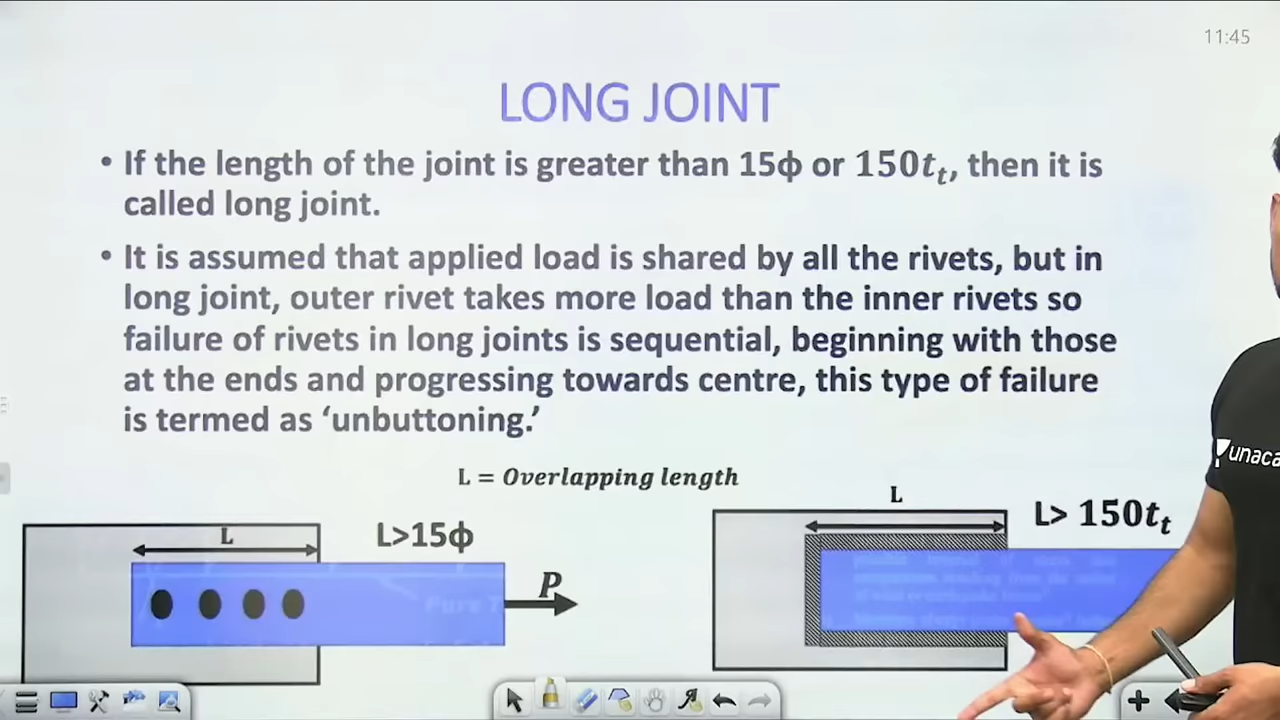 11:45
LONG JOINT
• If the length of the joint is greater than 15ϕ or 150tₜ, then it is
called long joint.
• It is assumed that applied load is shared by all the rivets, but in
long joint, outer rivet takes more load than the inner rivets so
failure of rivets in long joints is sequential, beginning with those
at the ends and progressing towards centre, this type of failure
is termed as ‘unbuttoning.’
L = Overlapping length
L
L>15ϕ
P
L
L> 150tₜ
unaca